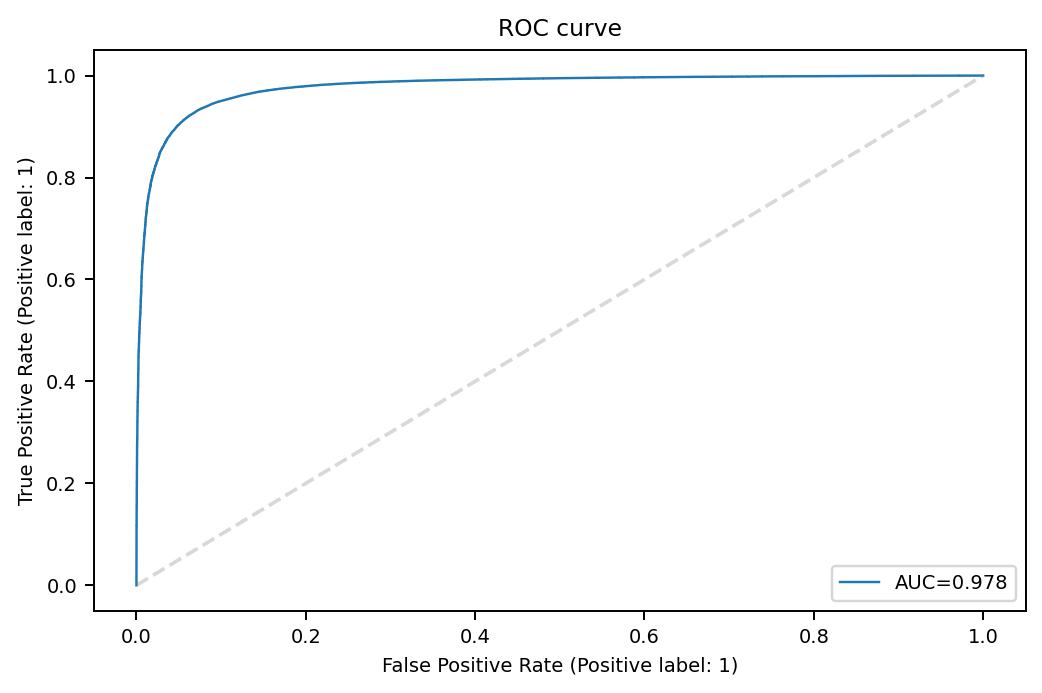 ROC curve
True Positive Rate (Positive label: 1)
1.0
0.8
0.6
0.4
0.2
0.0
AUC=0.978
0.0 0.2 0.4 0.6 0.8 1.0
False Positive Rate (Positive label: 1)